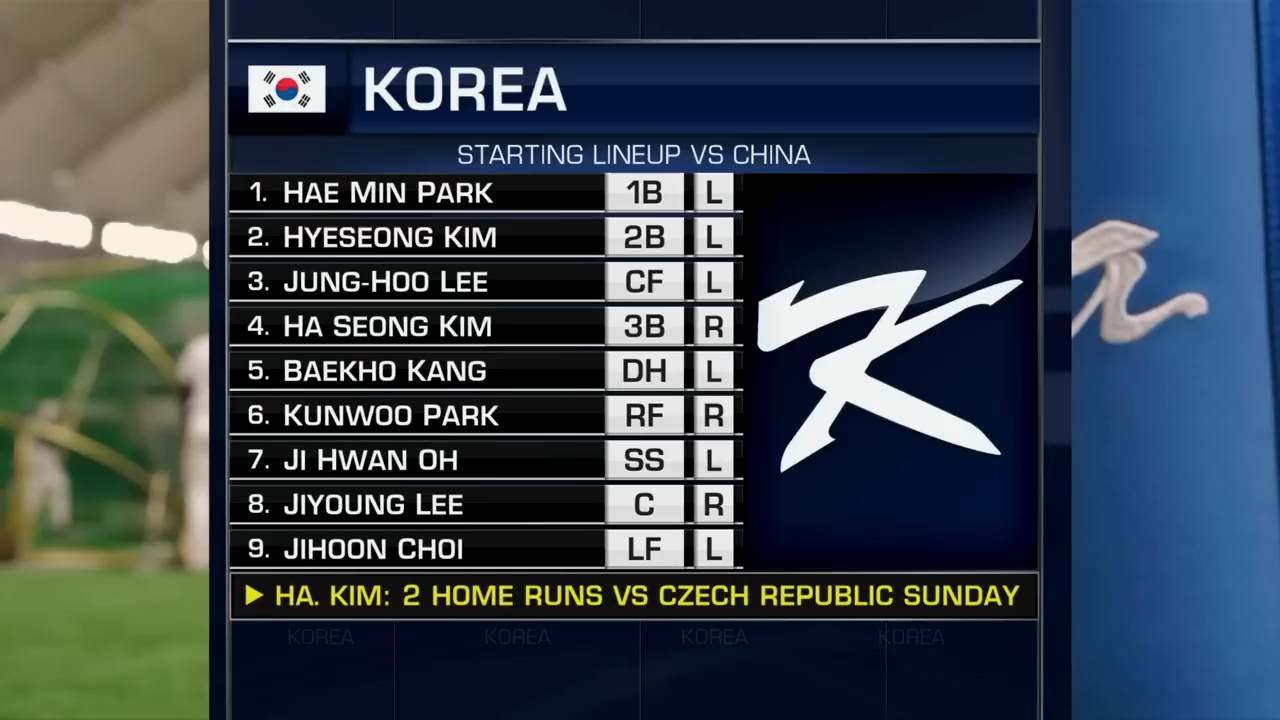 KOREA
STARTING LINEUP VS CHINA
1. HAE MIN PARK 1B L
2. HYESEONG KIM 2B L
3. JUNG-HOO LEE CF L
4. HA SEONG KIM 3B R
5. BAEKHO KANG DH L
6. KUNWOO PARK RF R
7. JI HWAN OH SS L
8. JIYOUNG LEE C R
9. JIHOON CHOI LF L
▶ HA. KIM: 2 HOME RUNS VS CZECH REPUBLIC SUNDAY
KOREA KOREA KOREA KOREA